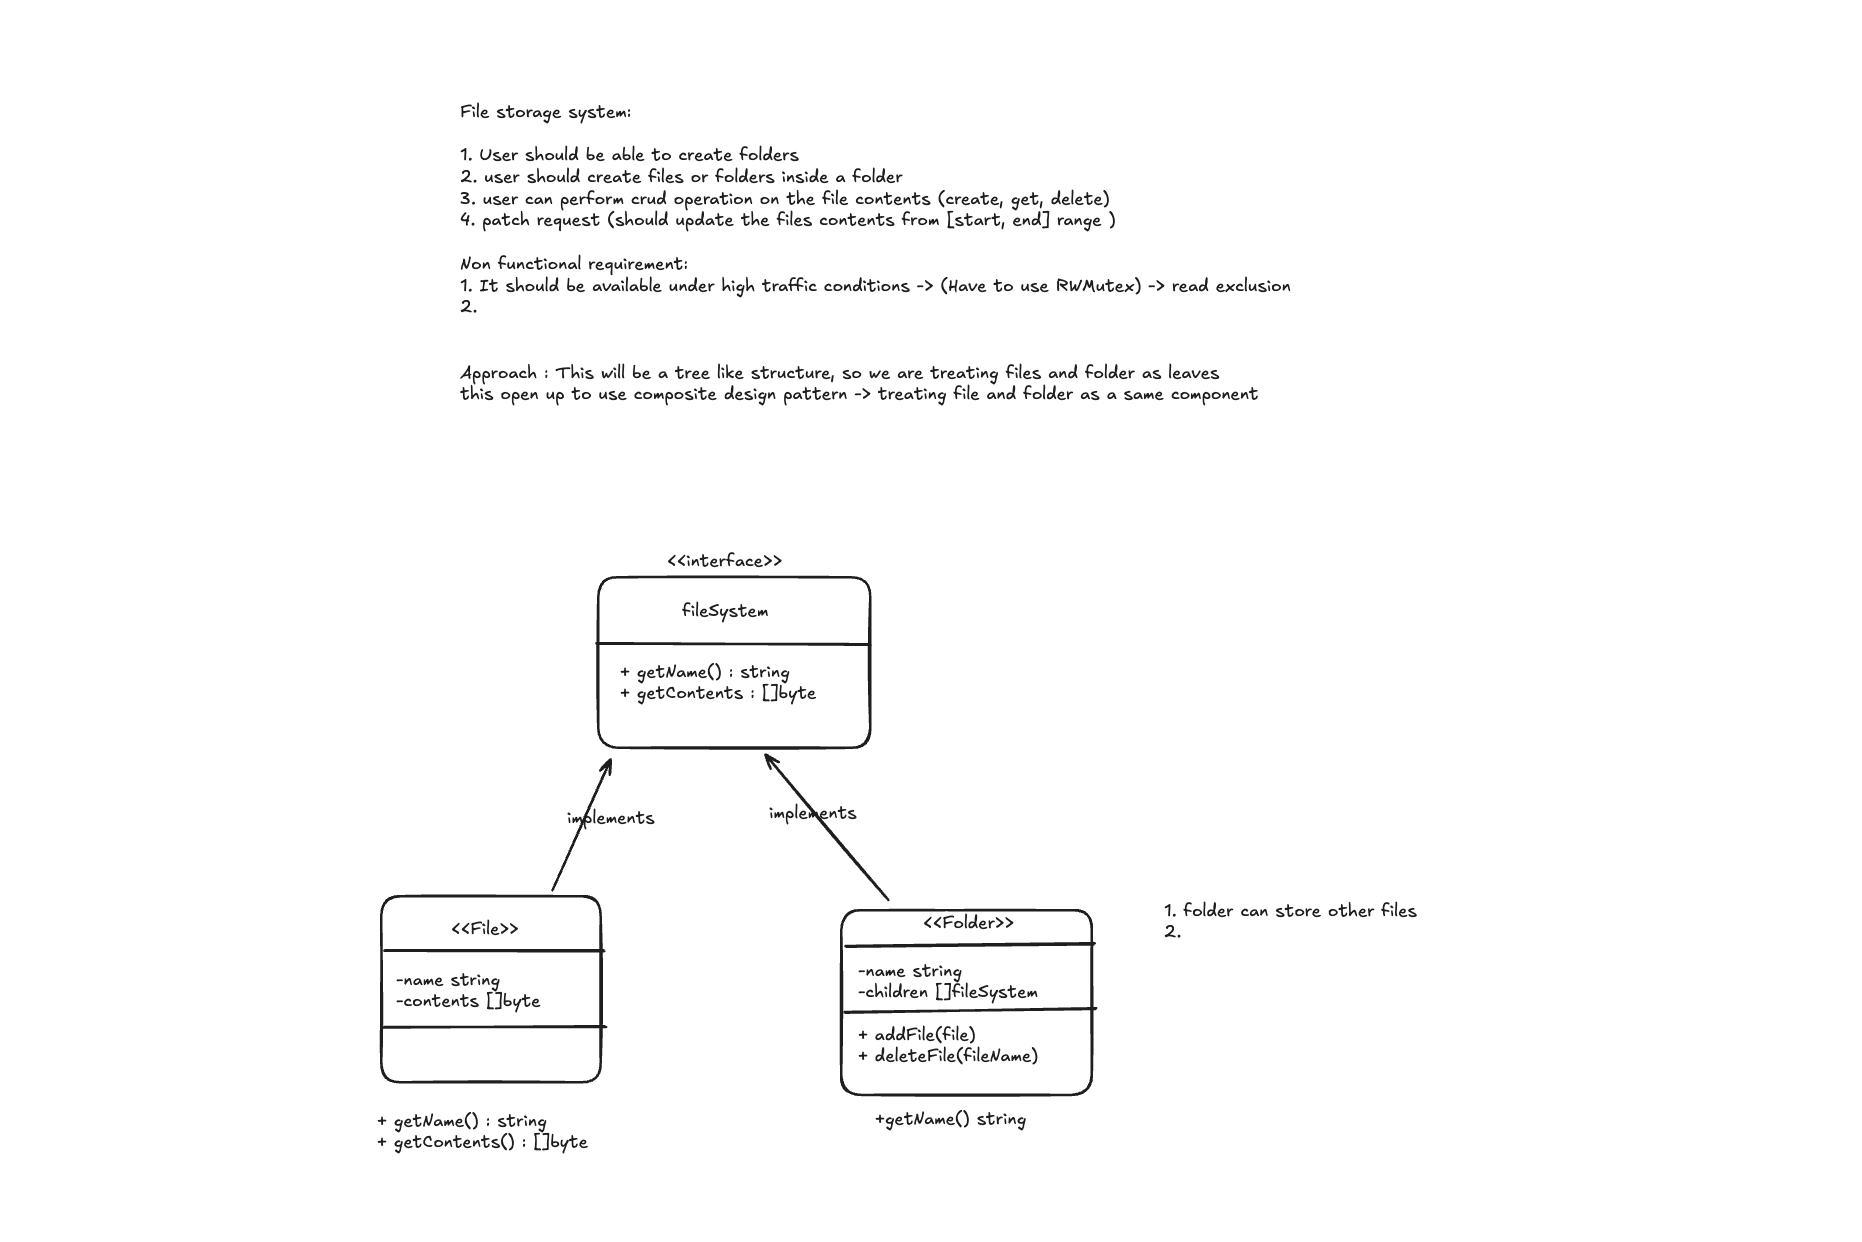 File storage system:
1. User should be able to create folders
2. user should create files or folders inside a folder
3. user can perform crud operation on the file contents (create, get, delete)
4. patch request (should update the files contents from [start, end] range )
Non functional requirement:
1. It should be available under high traffic conditions -> (Have to use RWMutex) -> read exclusion
2.
Approach : This will be a tree like structure, so we are treating files and folder as leaves
this open up to use composite design pattern -> treating file and folder as a same component
<<interface>>
fileSystem
+ getName() : string
+ getContents : []byte
implements
implements
<<File>>
-name string
-contents []byte
+ getName() : string
+ getContents() : []byte
<<Folder>>
-name string
-children []fileSystem
+ addFile(file)
+ deleteFile(fileName)
+getName() string
1. folder can store other files
2.